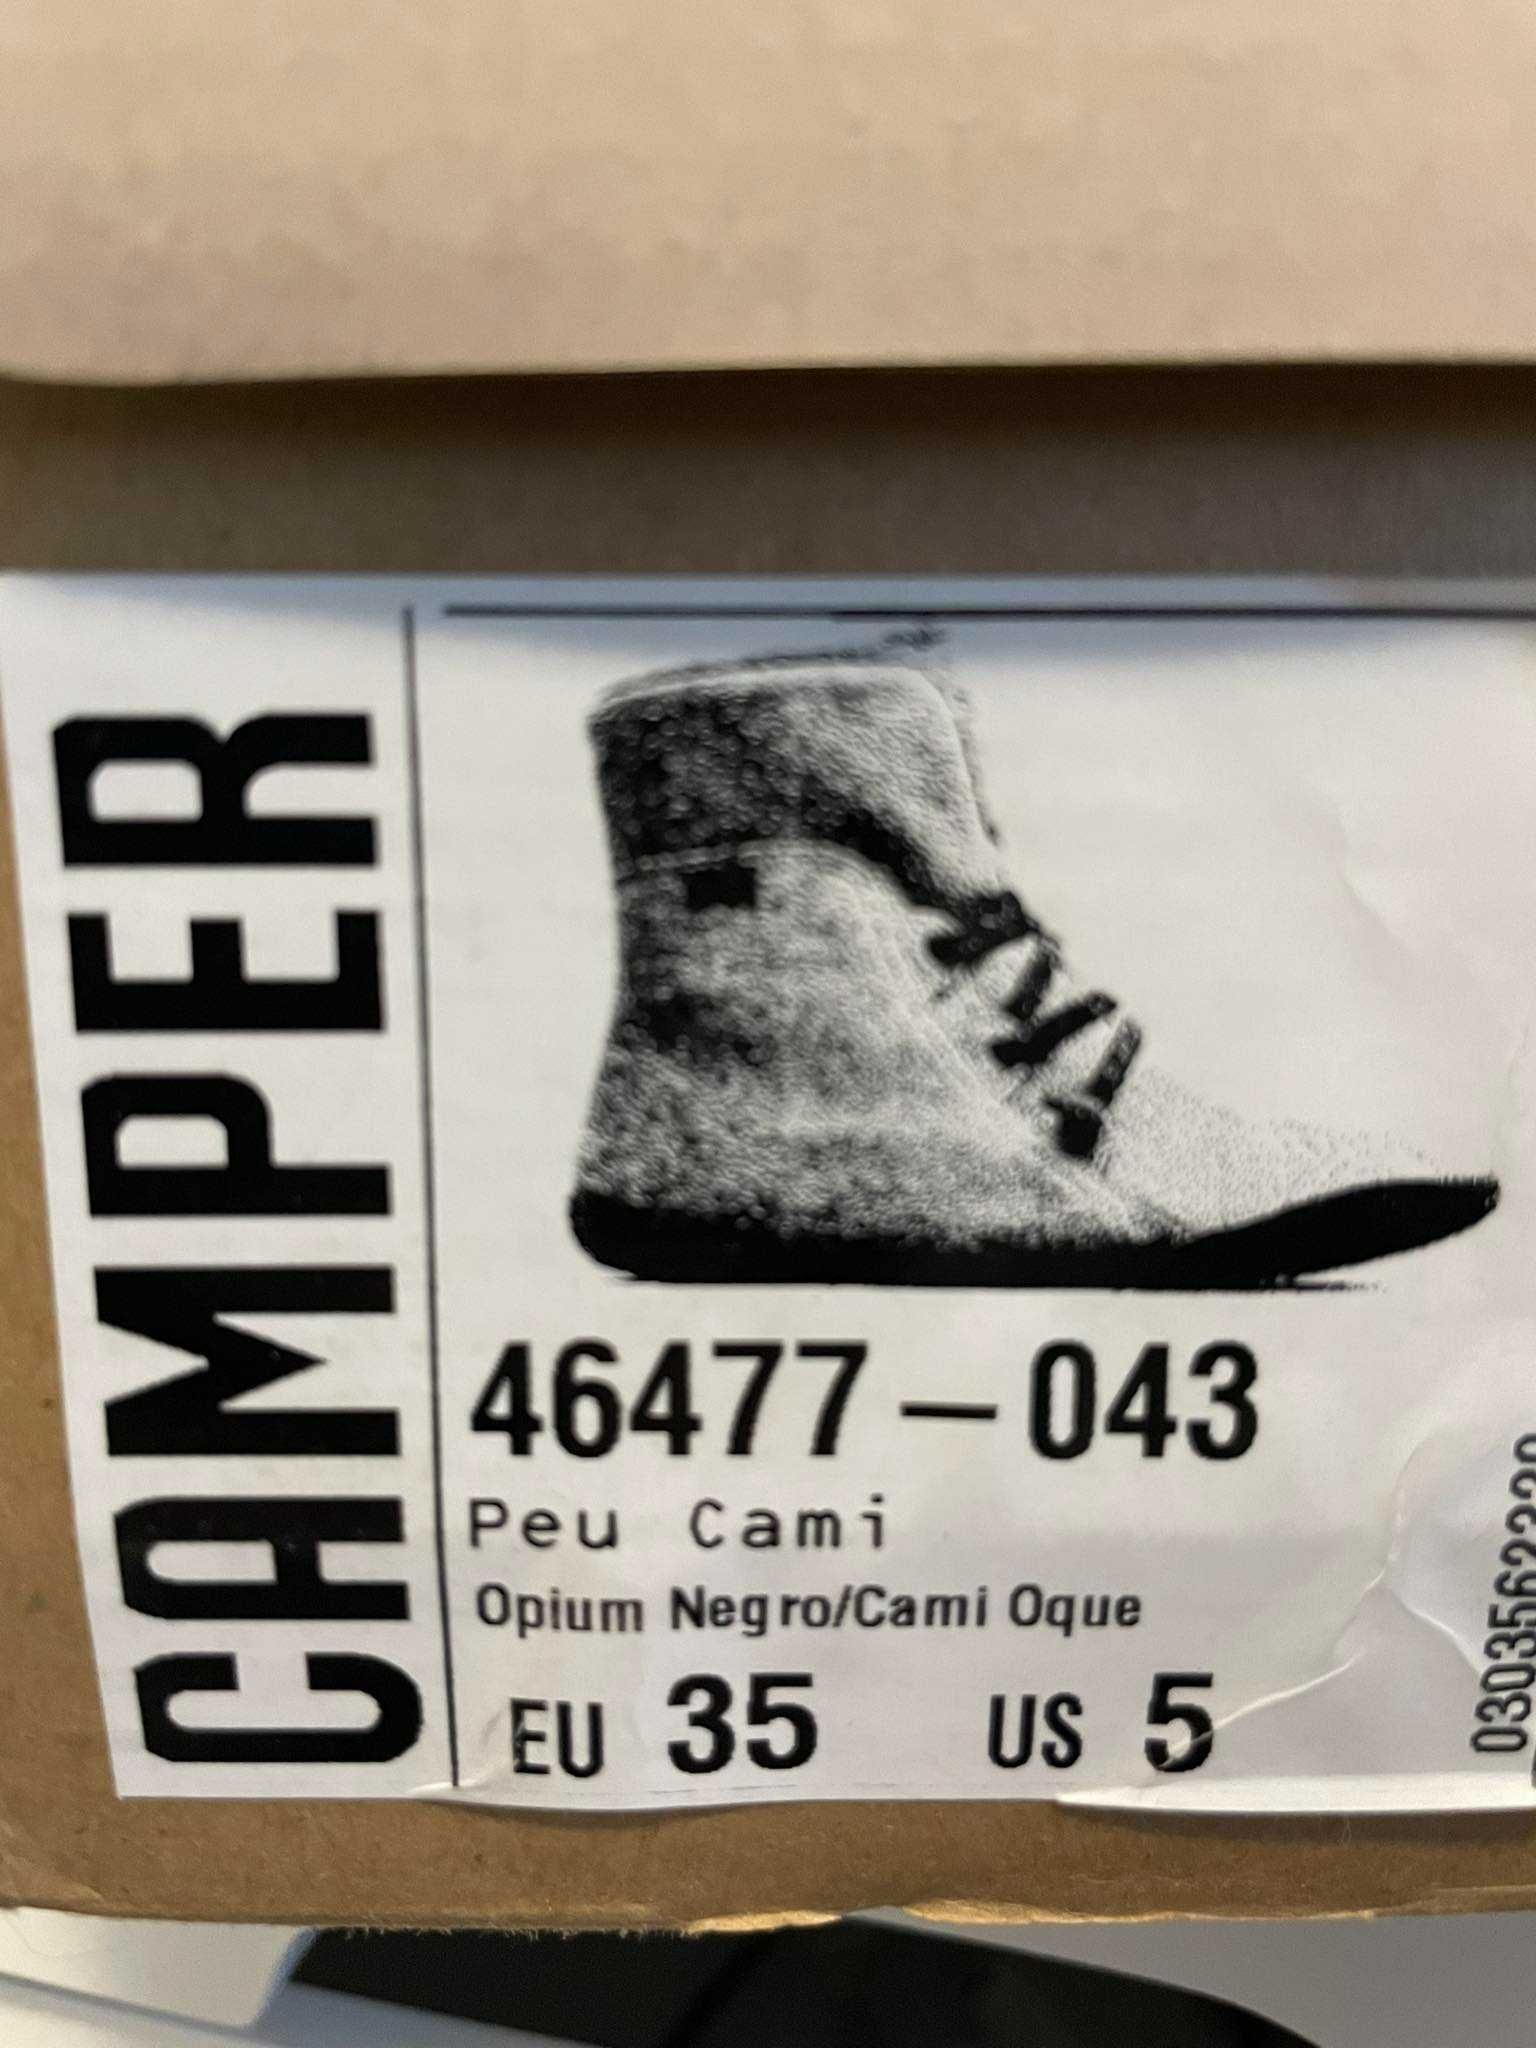 CAMPER
46477-043
Peu Cami
Opium Negro/Cami Oque
EU 35 US 5